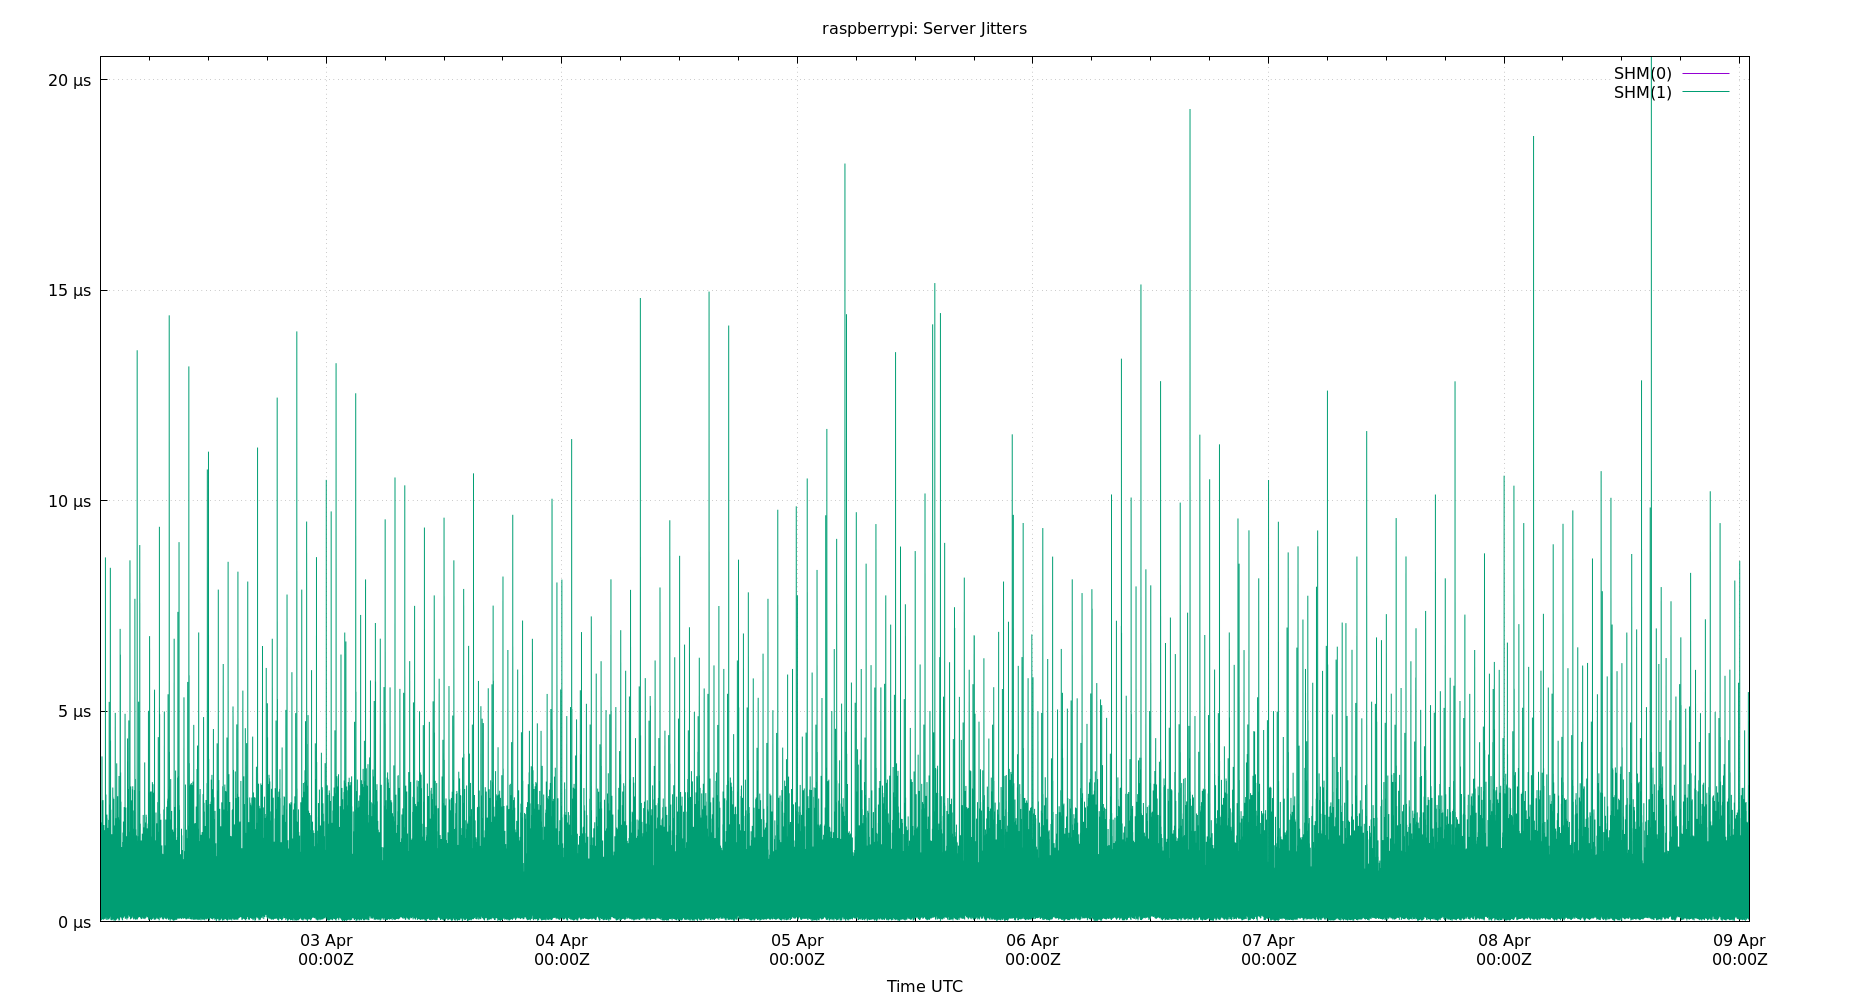 raspberrypi: Server Jitters
SHM(0)
SHM(1)
20 µs
15 µs
10 µs
5 µs
0 µs
03 Apr
00:00Z
04 Apr
00:00Z
05 Apr
00:00Z
06 Apr
00:00Z
07 Apr
00:00Z
08 Apr
00:00Z
09 Apr
00:00Z
Time UTC